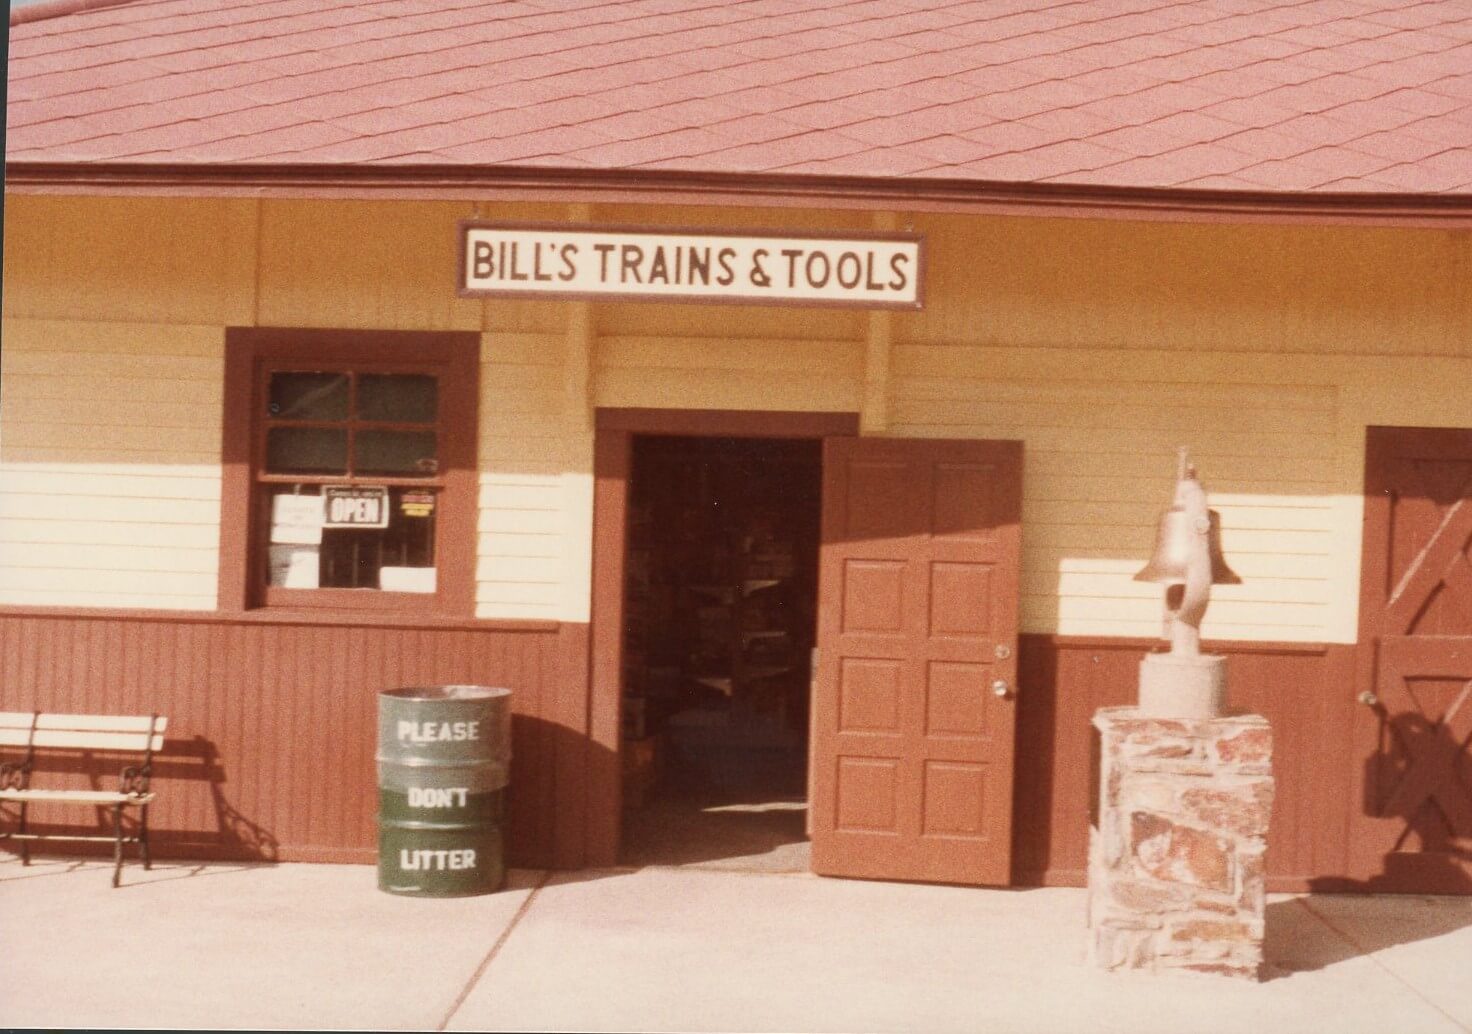 BILL'S TRAINS & TOOLS
OPEN
PLEASE
DON'T
LITTER